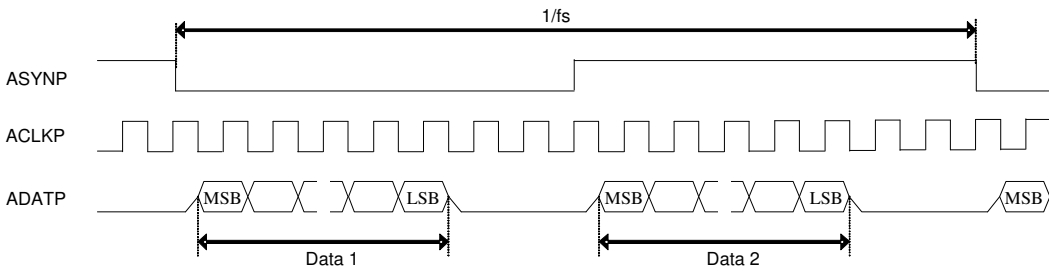 1/fs
ASYNP
ACLKP
ADATP
MSB
LSB
MSB
LSB
MSB
Data 1
Data 2